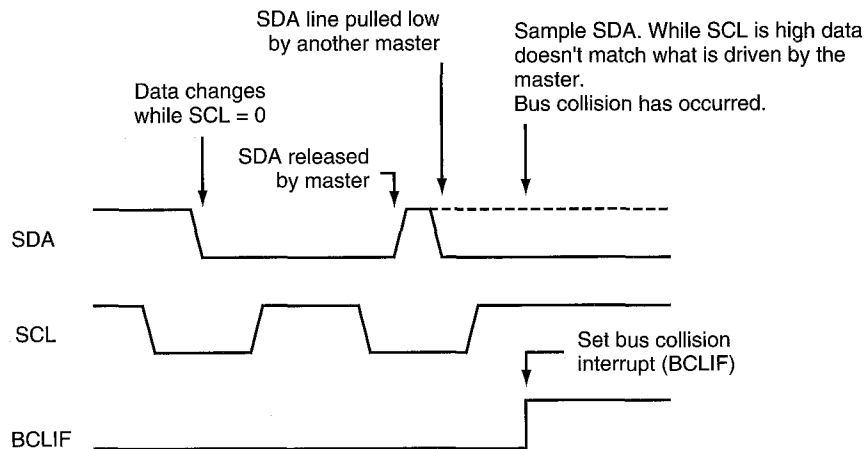 SDA line pulled low
by another master
Sample SDA. While SCL is high data
doesn't match what is driven by the
master.
Bus collision has occurred.
Data changes
while SCL = 0
SDA released
by master
SDA
SCL
Set bus collision
interrupt (BCLIF)
BCLIF